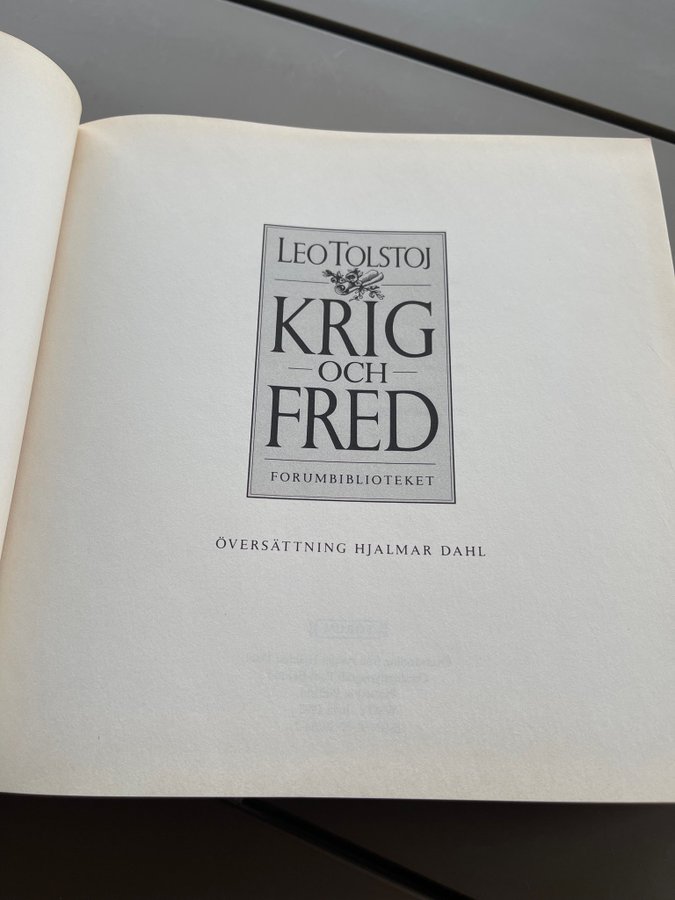 LEO TOLSTOJ
KRIG
OCH
FRED
FORUMBIBLIOTEKET
ÖVERSÄTTNING HJALMAR DAHL